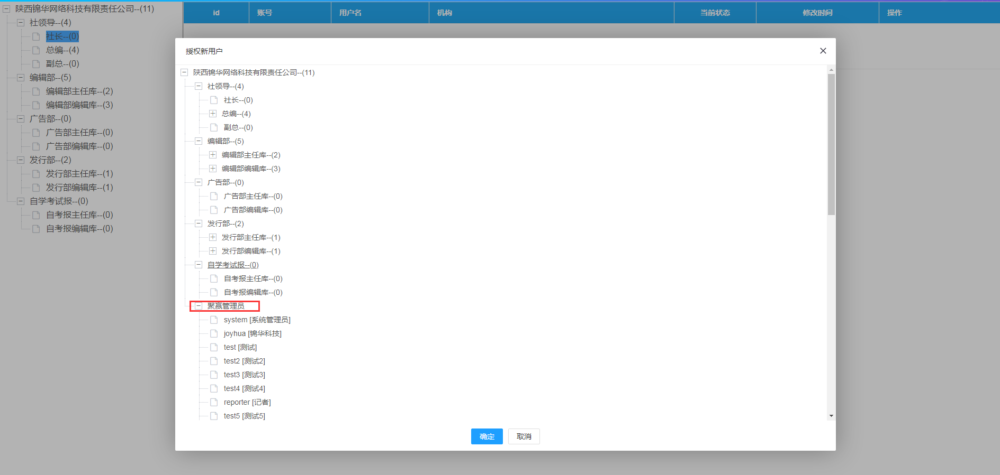 陕西锦华网络科技有限责任公司--(11)
社领导--(4)
社长--(0)
总编--(4)
副总--(0)
编辑部--(5)
编辑部主任库--(2)
编辑部编辑库--(3)
广告部--(0)
广告部主任库--(0)
广告部编辑库--(0)
发行部--(2)
发行部主任库--(1)
发行部编辑库--(1)
自学考试报--(0)
自考报主任库--(0)
自考报编辑库--(0)
id 账号 用户名 机构 当前状态 修改时间 操作
授权新用户
陕西锦华网络科技有限责任公司--(11)
社领导--(4)
社长--(0)
总编--(4)
副总--(0)
编辑部--(5)
编辑部主任库--(2)
编辑部编辑库--(3)
广告部--(0)
广告部主任库--(0)
广告部编辑库--(0)
发行部--(2)
发行部主任库--(1)
发行部编辑库--(1)
自学考试报--(0)
自考报主任库--(0)
自考报编辑库--(0)
聚赢管理员
system [系统管理员]
joyhua [锦华科技]
test [测试]
test2 [测试2]
test3 [测试3]
test4 [测试4]
reporter [记者]
test5 [测试5]
确定 取消